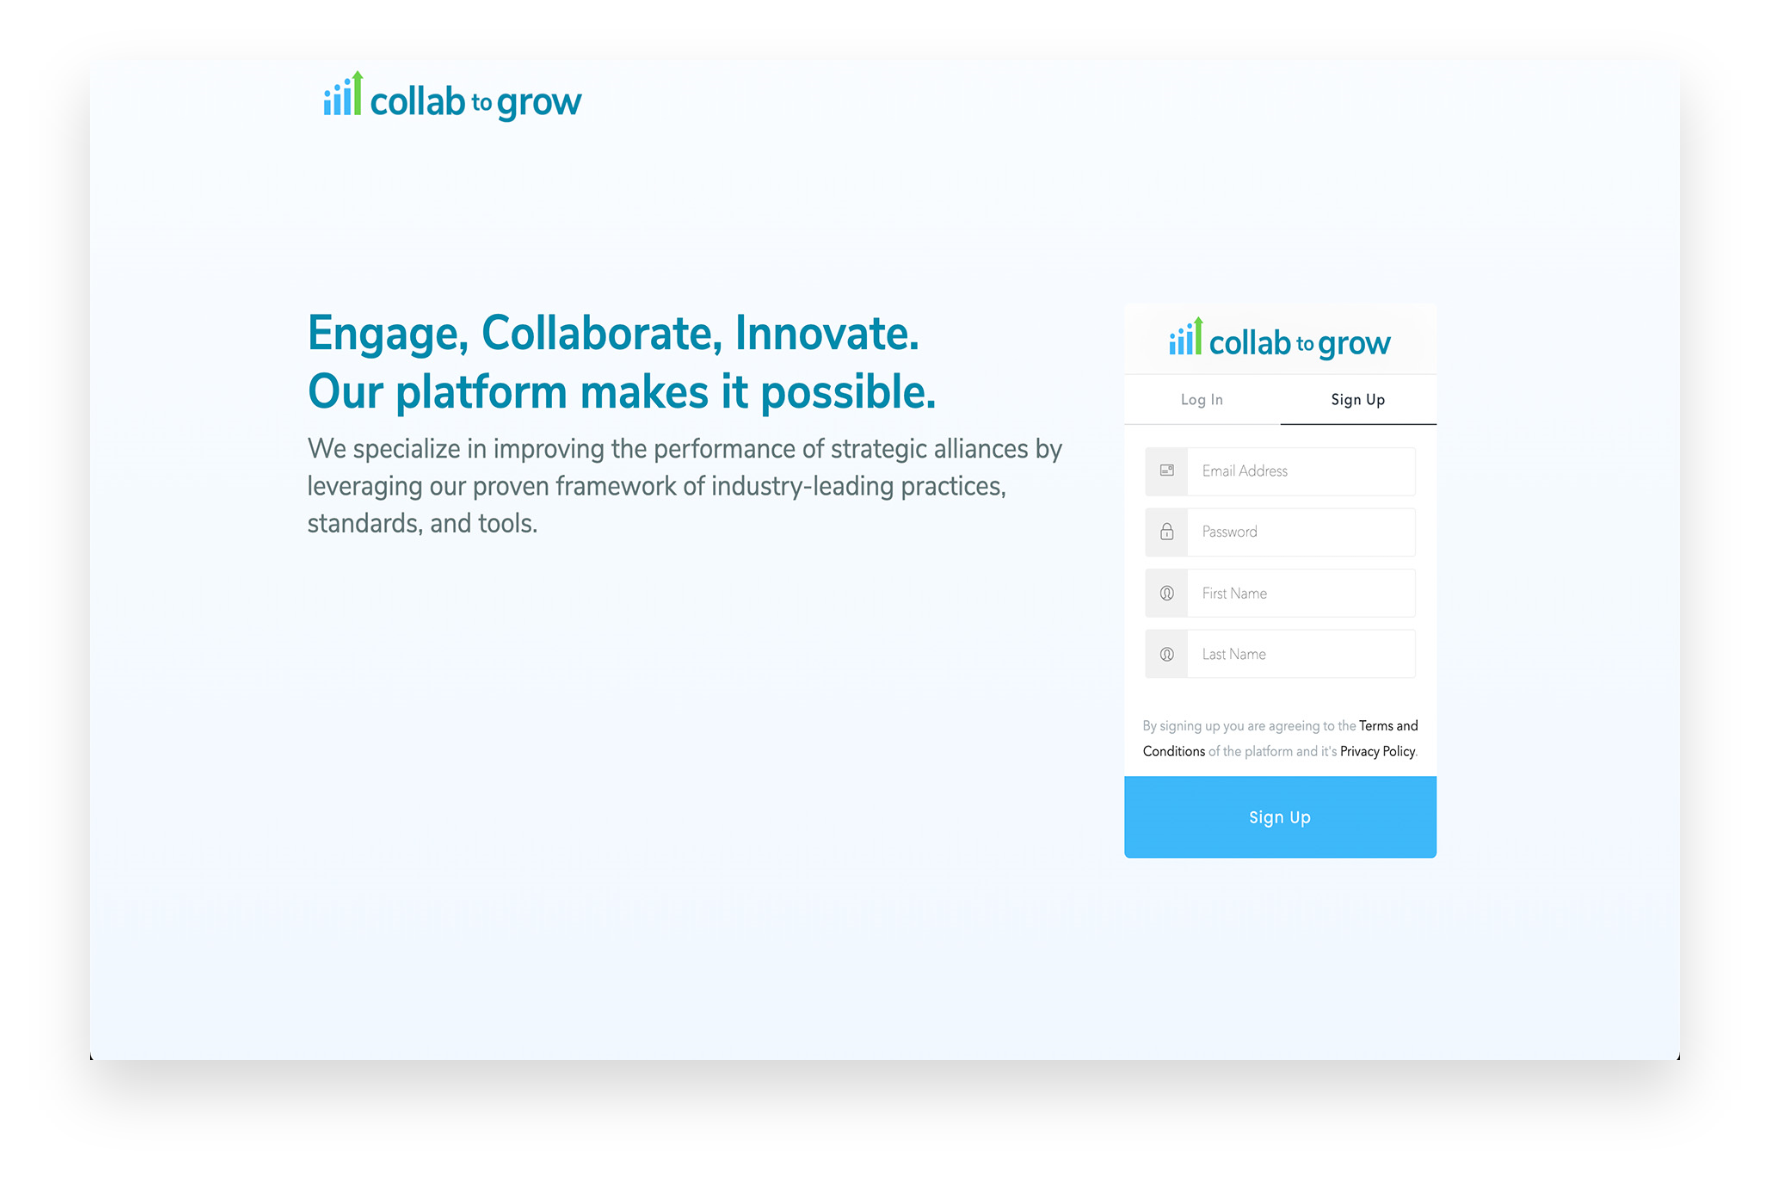 collab to grow
Engage, Collaborate, Innovate.
Our platform makes it possible.
We specialize in improving the performance of strategic alliances by
leveraging our proven framework of industry-leading practices,
standards, and tools.
collab to grow
Log In
Sign Up
Email Address
Password
First Name
Last Name
By signing up you are agreeing to the Terms and
Conditions of the platform and it's Privacy Policy.
Sign Up